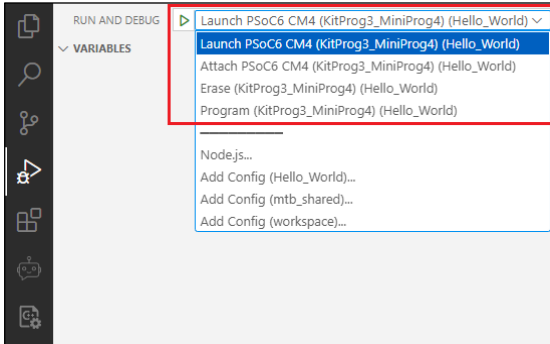 RUN AND DEBUG
Launch PSoC6 CM4 (KitProg3_MiniProg4) (Hello_World)
VARIABLES
Launch PSoC6 CM4 (KitProg3_MiniProg4) (Hello_World)
Attach PSoC6 CM4 (KitProg3_MiniProg4) (Hello_World)
Erase (KitProg3_MiniProg4) (Hello_World)
Program (KitProg3_MiniProg4) (Hello_World)
Node.js...
Add Config (Hello_World)...
Add Config (mtb_shared)...
Add Config (workspace)...